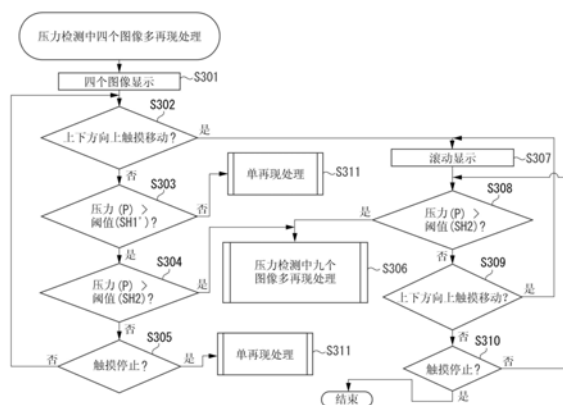 压力检测中四个图像多再现处理
四个图像显示
S301
S302
上下方向上触摸移动?
是
否
滚动显示
S307
S303
压力(P) >
阈值(SH1')?
否
是
单再现处理
S311
S308
压力(P) >
阈值(SH2)?
是
否
S304
压力(P) >
阈值(SH2)?
是
否
压力检测中九个
图像多再现处理
S306
S309
上下方向上触摸移动?
是
否
S305
触摸停止?
否
是
单再现处理
S311
S310
触摸停止?
否
是
结束